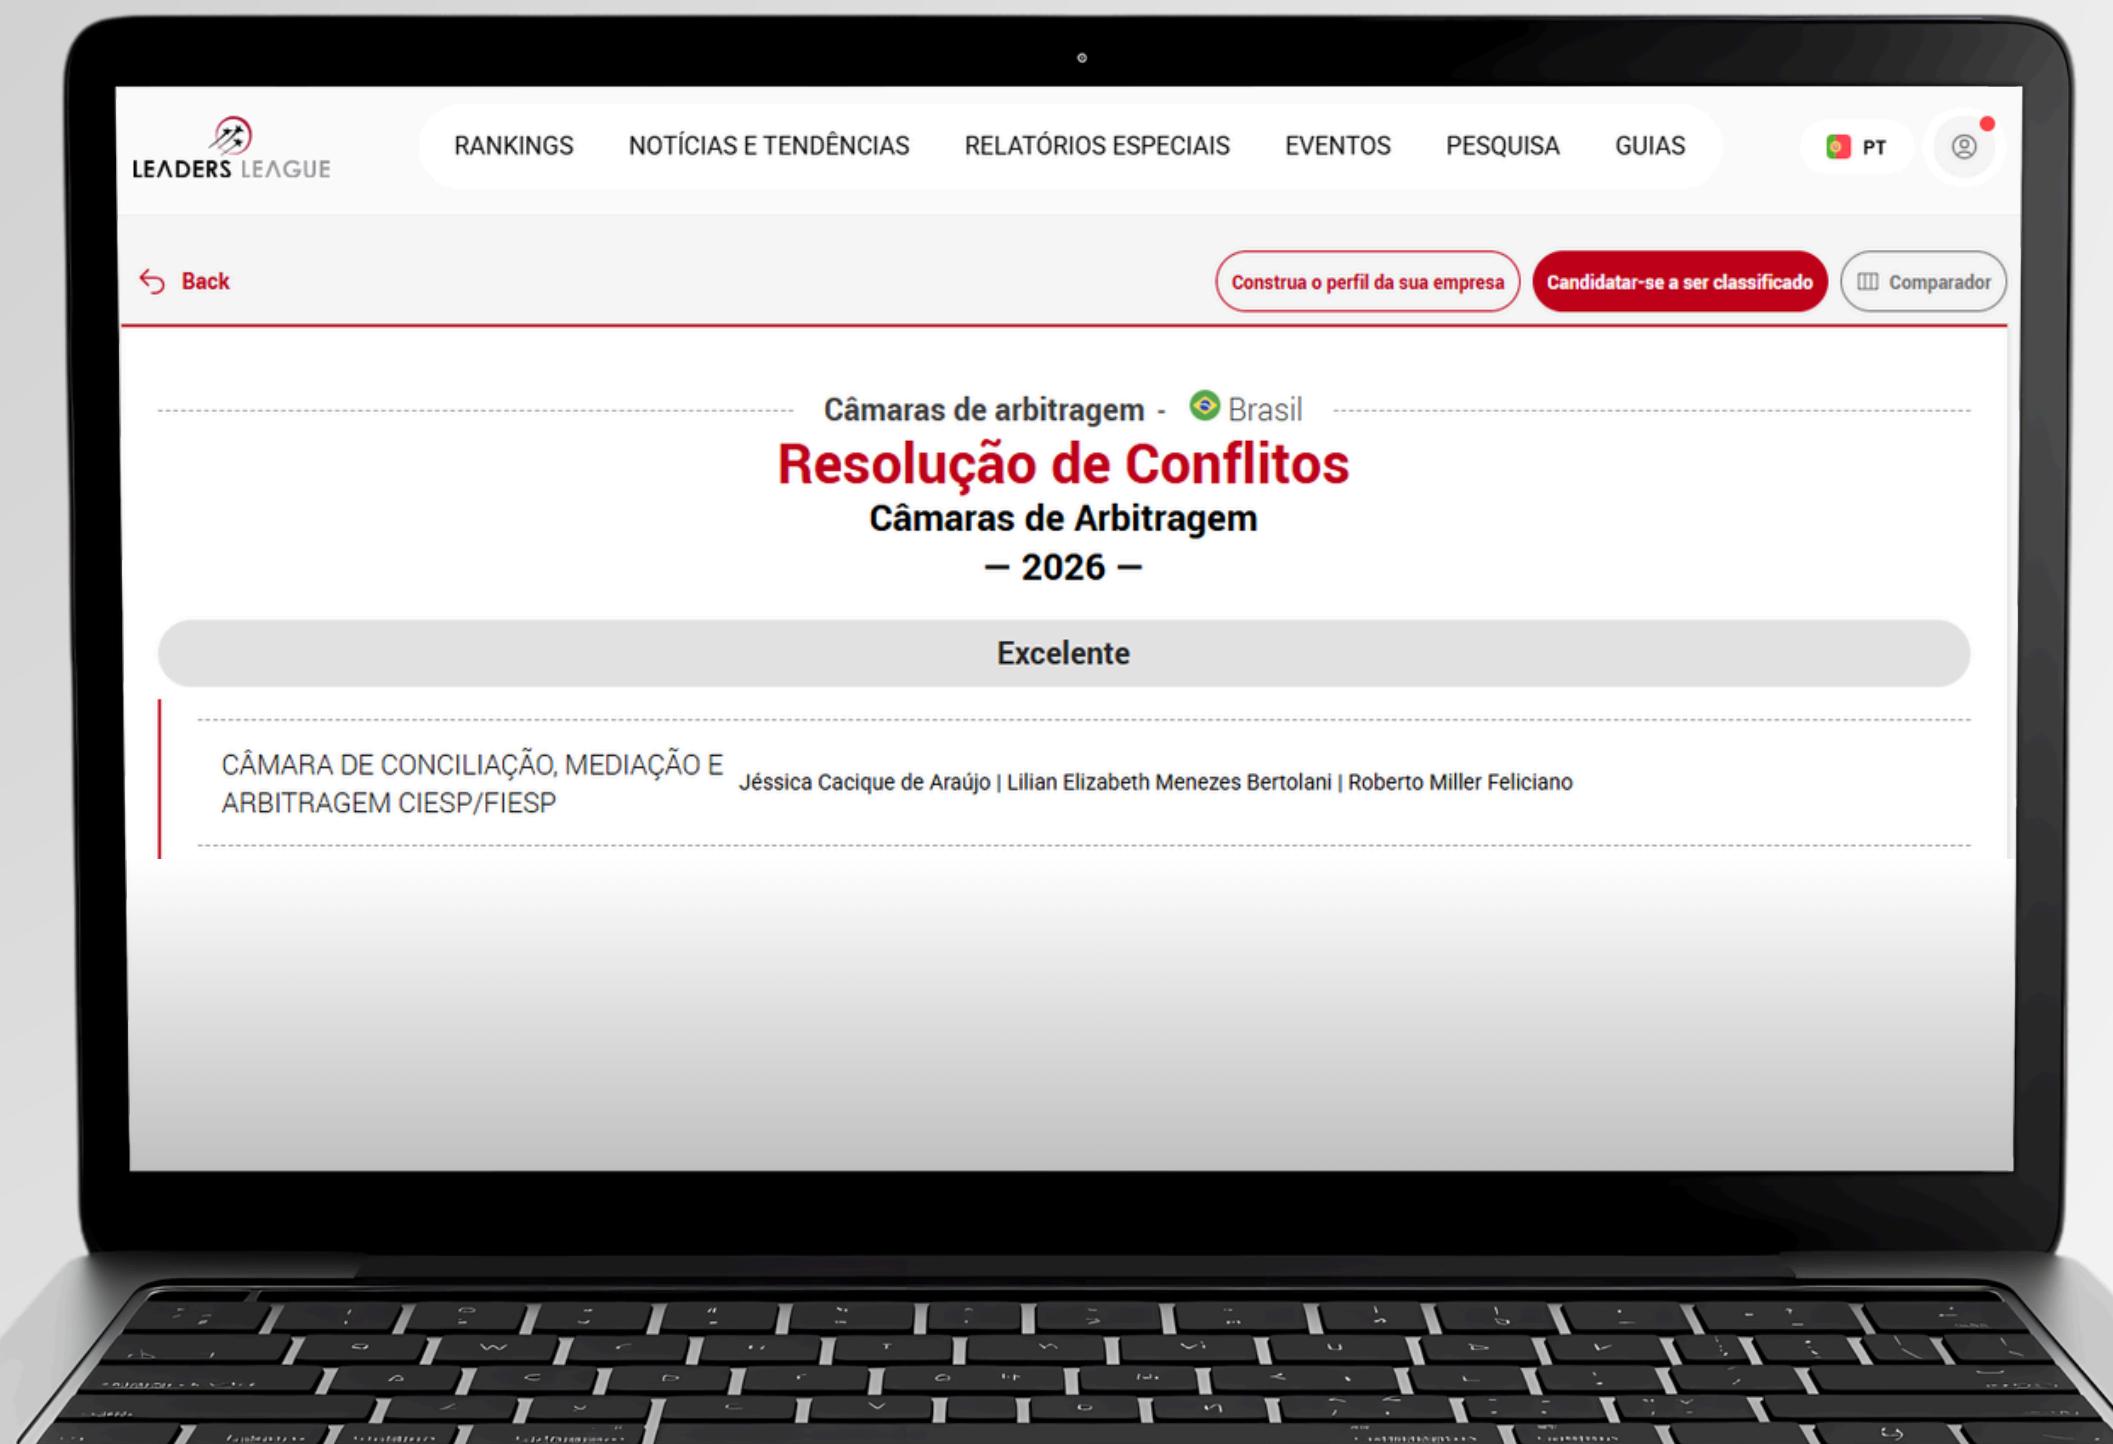 LEADERS LEAGUE
RANKINGS NOTÍCIAS E TENDÊNCIAS RELATÓRIOS ESPECIAIS EVENTOS PESQUISA GUIAS PT
Back Construa o perfil da sua empresa Candidatar-se a ser classificado Comparador
Câmaras de arbitragem - Brasil
Resolução de Conflitos
Câmaras de Arbitragem
— 2026 —
Excelente
CÂMARA DE CONCILIAÇÃO, MEDIAÇÃO E
ARBITRAGEM CIESP/FIESP
Jéssica Cacique de Araújo | Lilian Elizabeth Menezes Bertolani | Roberto Miller Feliciano